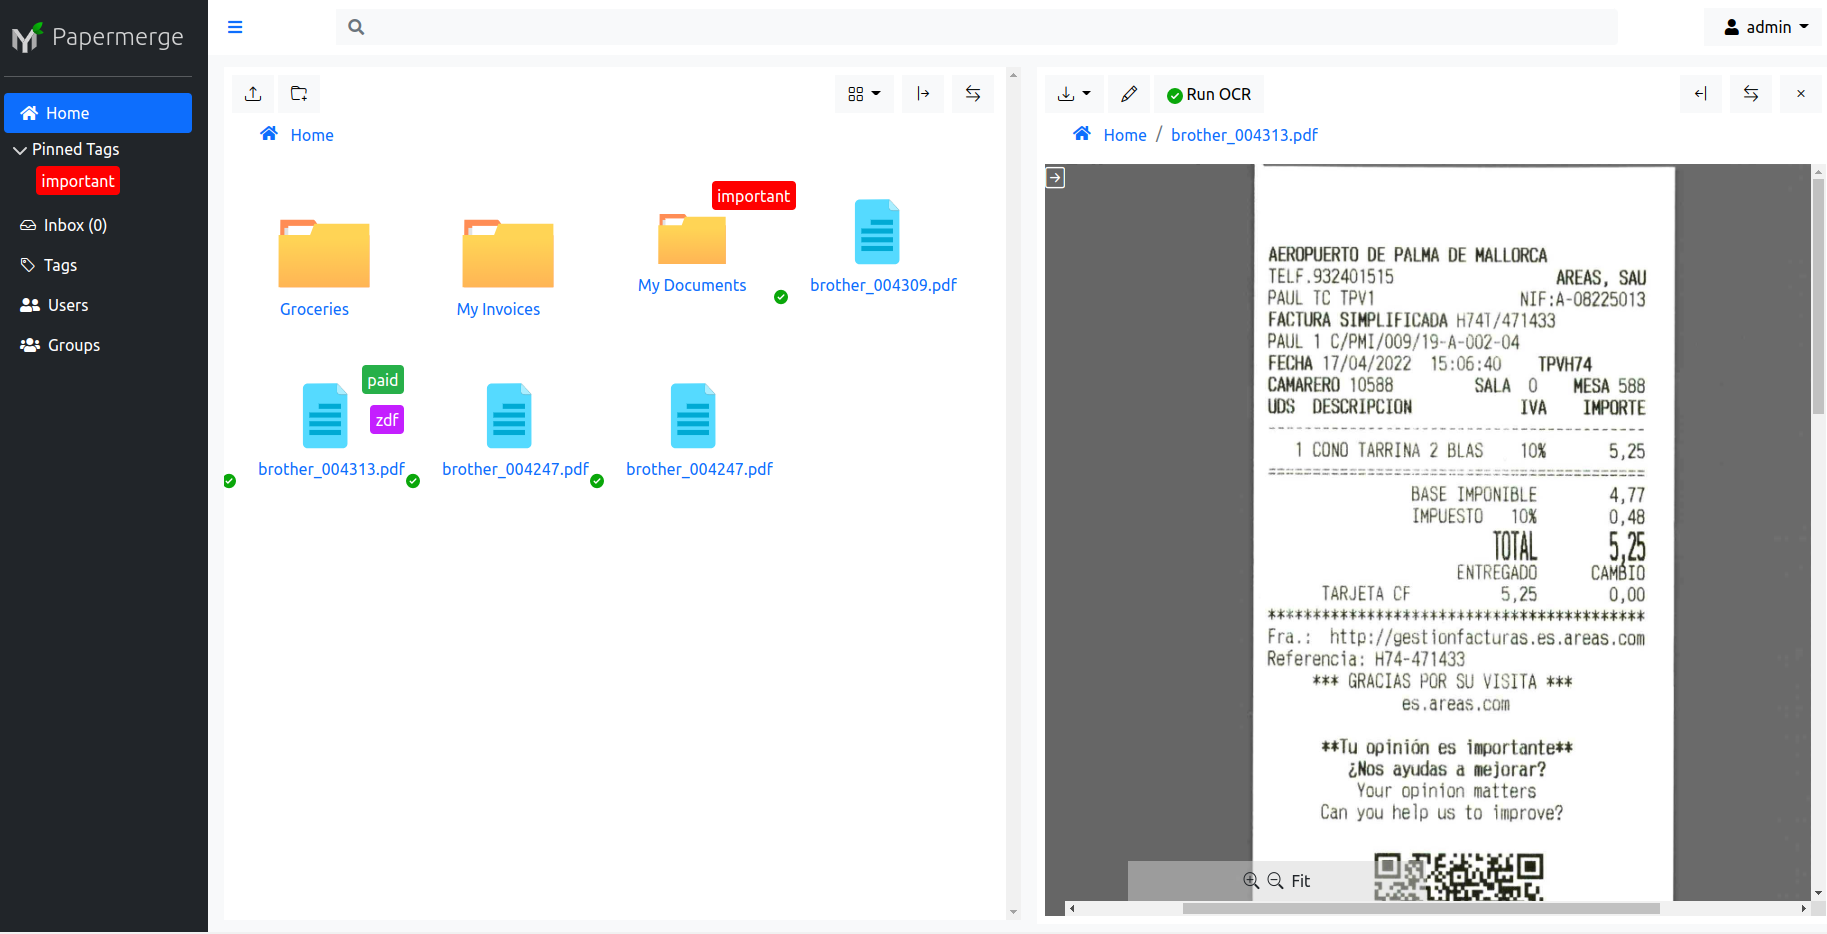 Papermerge
Home
Pinned Tags
important
Inbox (0)
Tags
Users
Groups
admin
Home
Groceries
My Invoices
important
My Documents
brother_004309.pdf
paid
zdf
brother_004313.pdf
brother_004247.pdf
brother_004247.pdf
Run OCR
Home / brother_004313.pdf
AEROPUERTO DE PALMA DE MALLORCA
TELF.932401515 AREAS, SAU
PAUL TC TPV1 NIF:A-08225013
FACTURA SIMPLIFICADA H74T/471433
PAUL 1 C/PMI/009/19-A-002-04
FECHA 17/04/2022 15:06:40 TPVH74
CAMARERO 10588 SALA 0 MESA 588
UDS DESCRIPCION IVA IMPORTE
--------------------------------------------
1 CONO TARRINA 2 BLAS 10% 5,25
============================================
BASE IMPONIBLE 4,77
IMPUESTO 10% 0,48
TOTAL 5,25
ENTREGADO CAMBIO
TARJETA CF 5,25 0,00
******************************************
Fra.: http://gestionfacturas.es.areas.com
Referencia: H74-471433
*** GRACIAS POR SU VISITA ***
es.areas.com
**Tu opinión es importante**
¿Nos ayudas a mejorar?
Your opinion matters
Can you help us to improve?
Fit